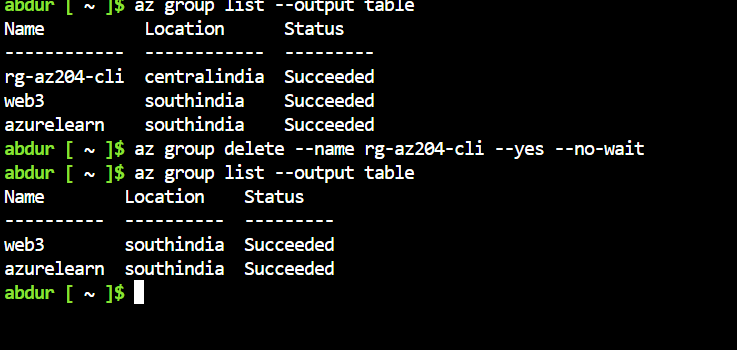 abdur [ ~ ]$ az group list --output table
Name         Location      Status
-----------  ------------  ---------
rg-az204-cli  centralindia  Succeeded
web3          southindia    Succeeded
azurelearn    southindia    Succeeded
abdur [ ~ ]$ az group delete --name rg-az204-cli --yes --no-wait
abdur [ ~ ]$ az group list --output table
Name        Location    Status
----------  ----------  ---------
web3        southindia  Succeeded
azurelearn  southindia  Succeeded
abdur [ ~ ]$